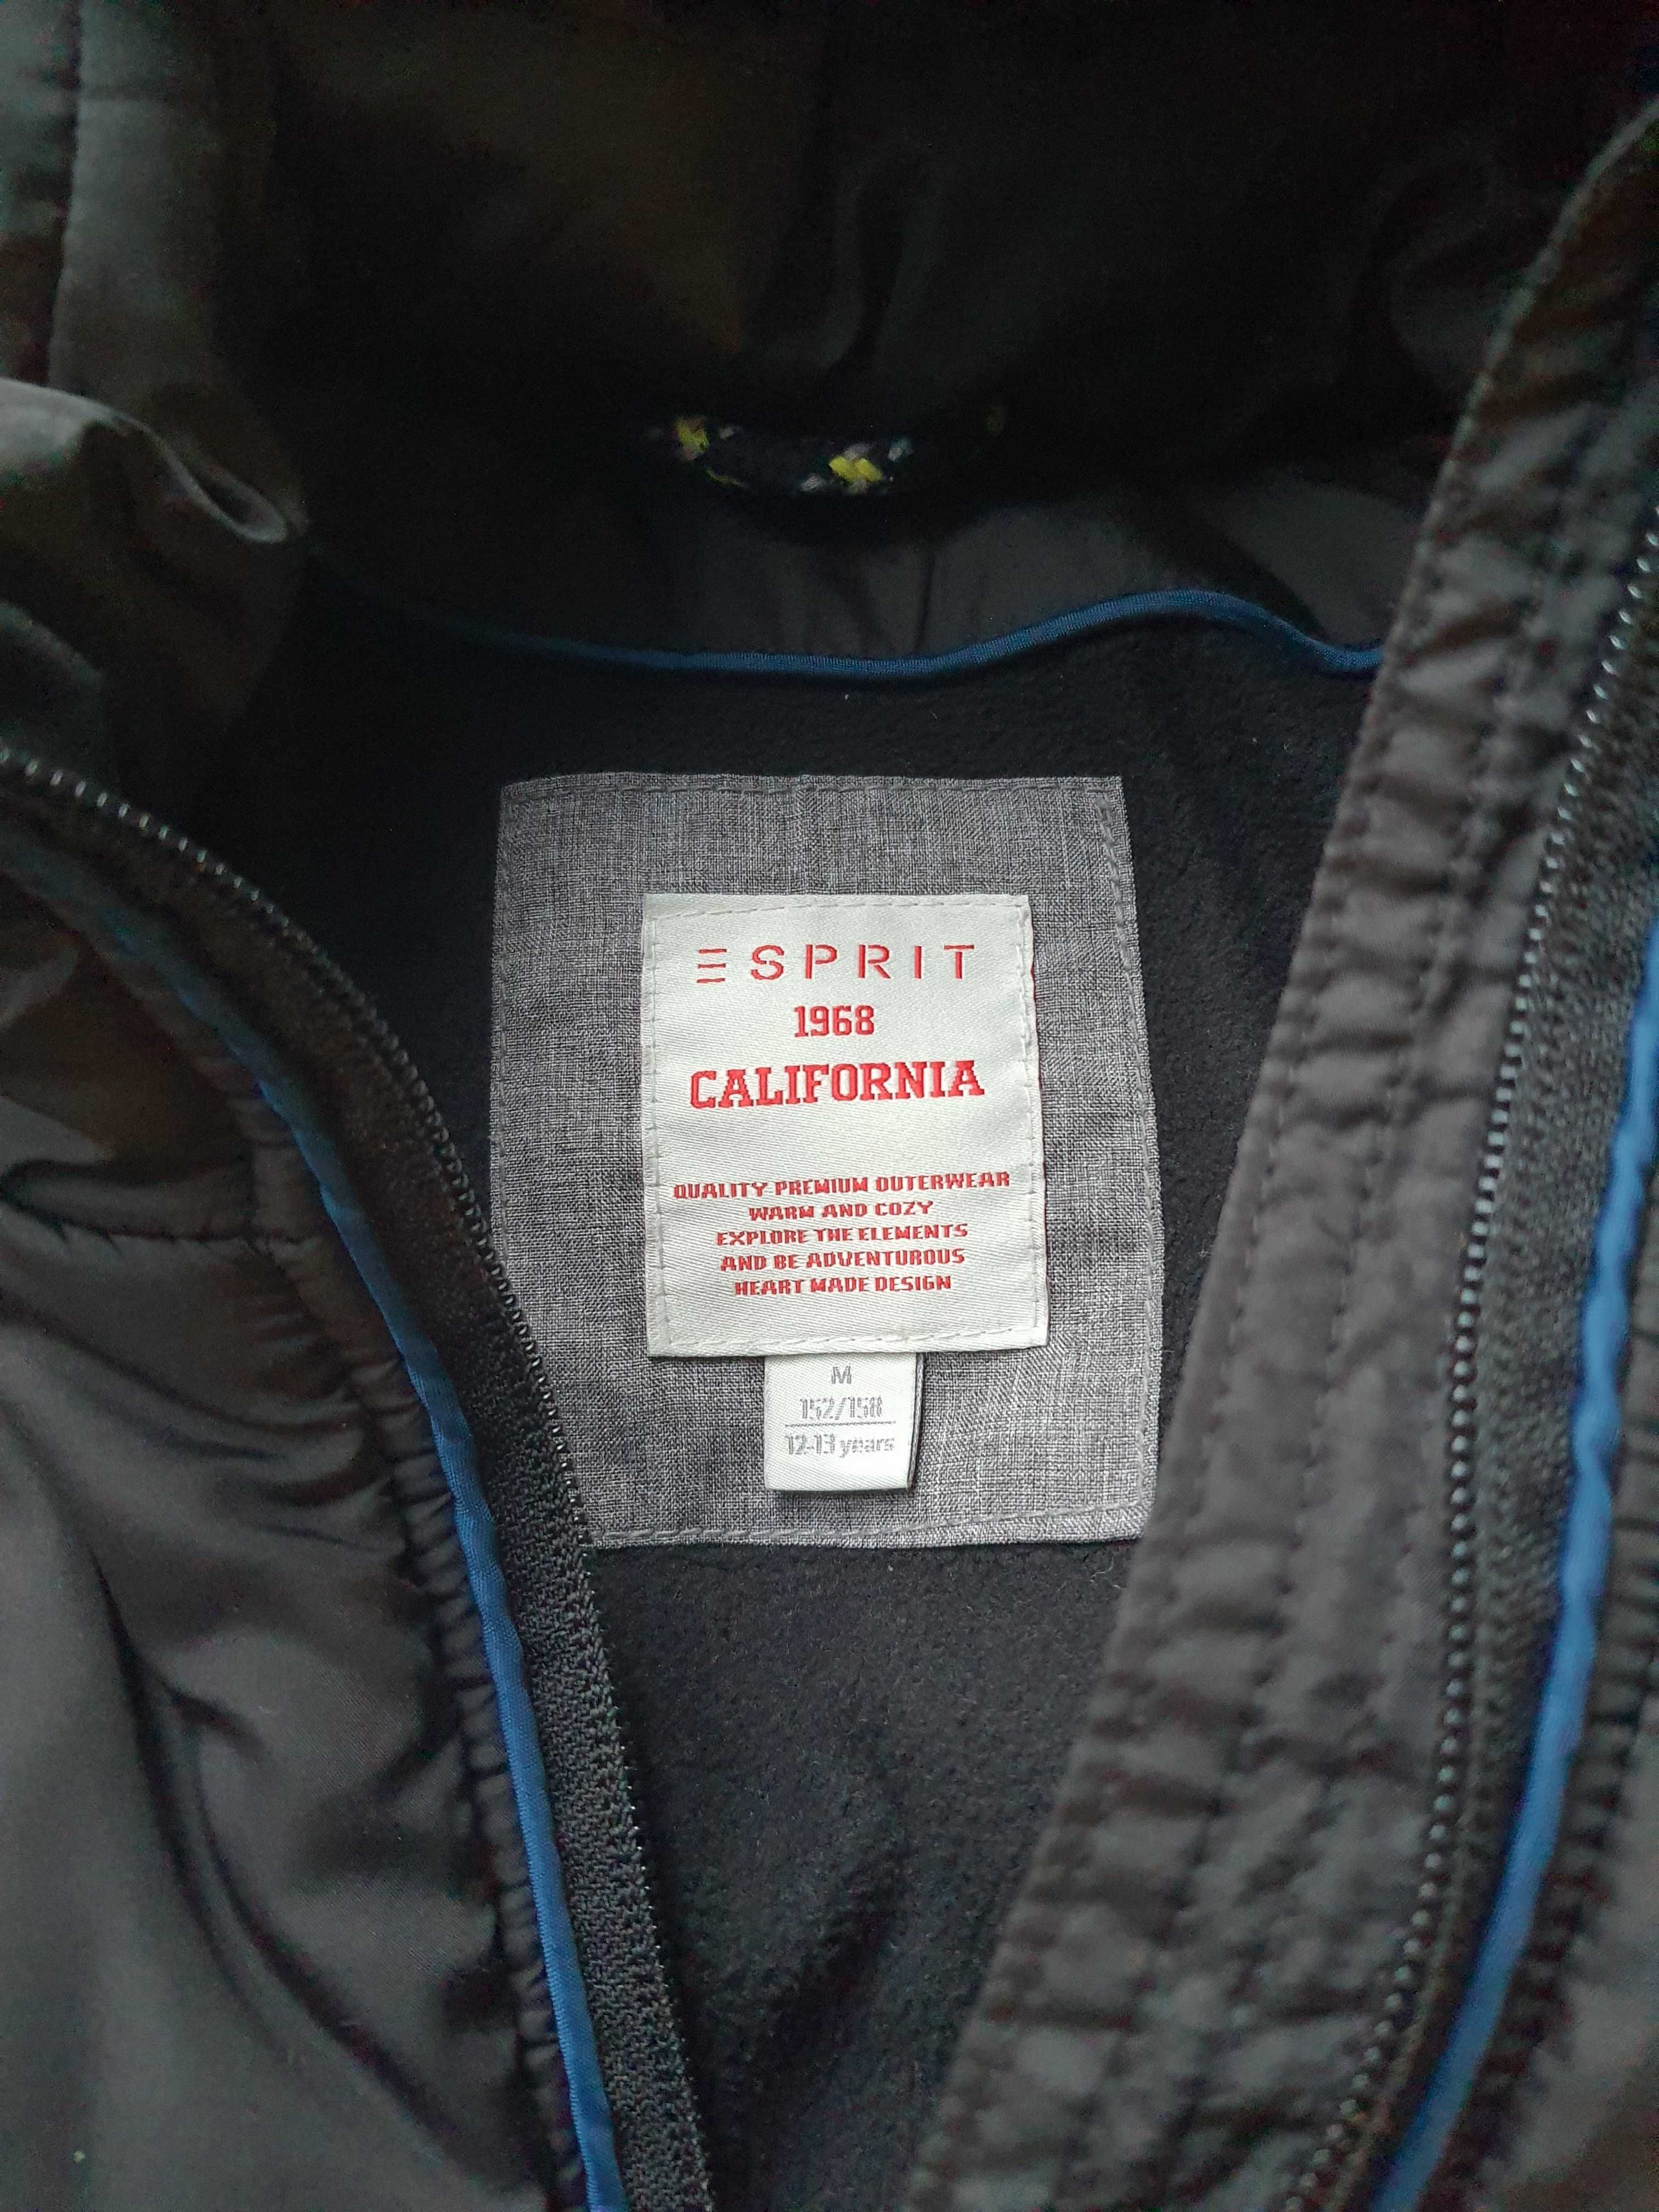 ESPRIT
1968
CALIFORNIA
QUALITY-PREMIUM OUTERWEAR
WARM AND COZY
EXPLORE THE ELEMENTS
AND BE ADVENTUROUS
HEART MADE DESIGN
M
152/158
12-13 years